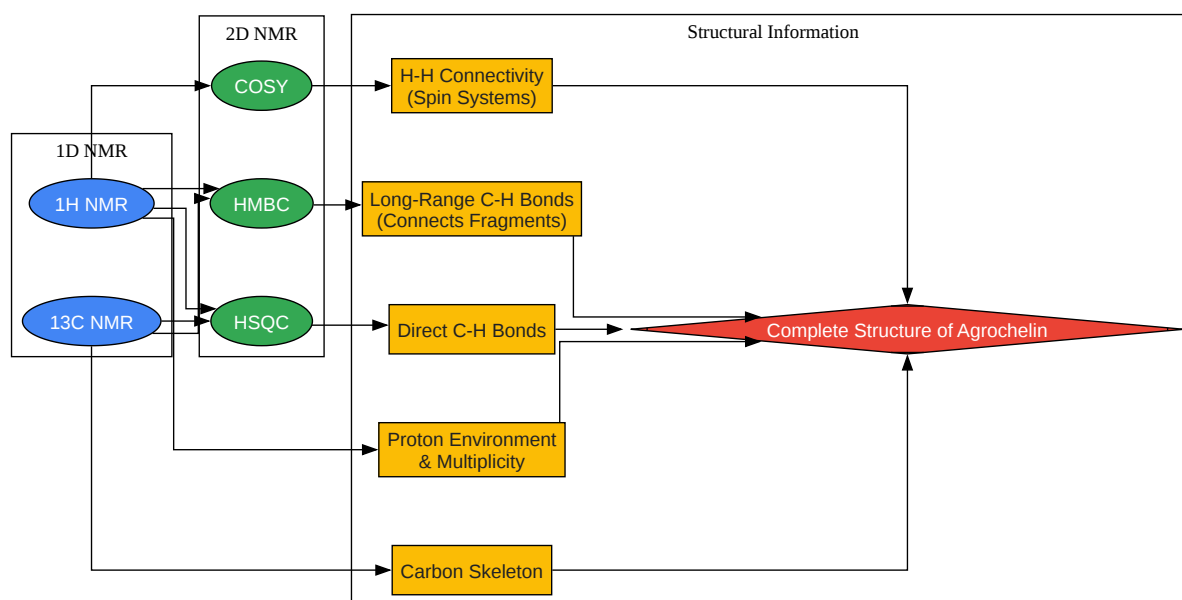 Structural Information
2D NMR
COSY
H-H Connectivity
(Spin Systems)
1D NMR
1H NMR
HMBC
Long-Range C-H Bonds
(Connects Fragments)
13C NMR
HSQC
Direct C-H Bonds
Complete Structure of Agrochelin
Proton Environment
& Multiplicity
Carbon Skeleton